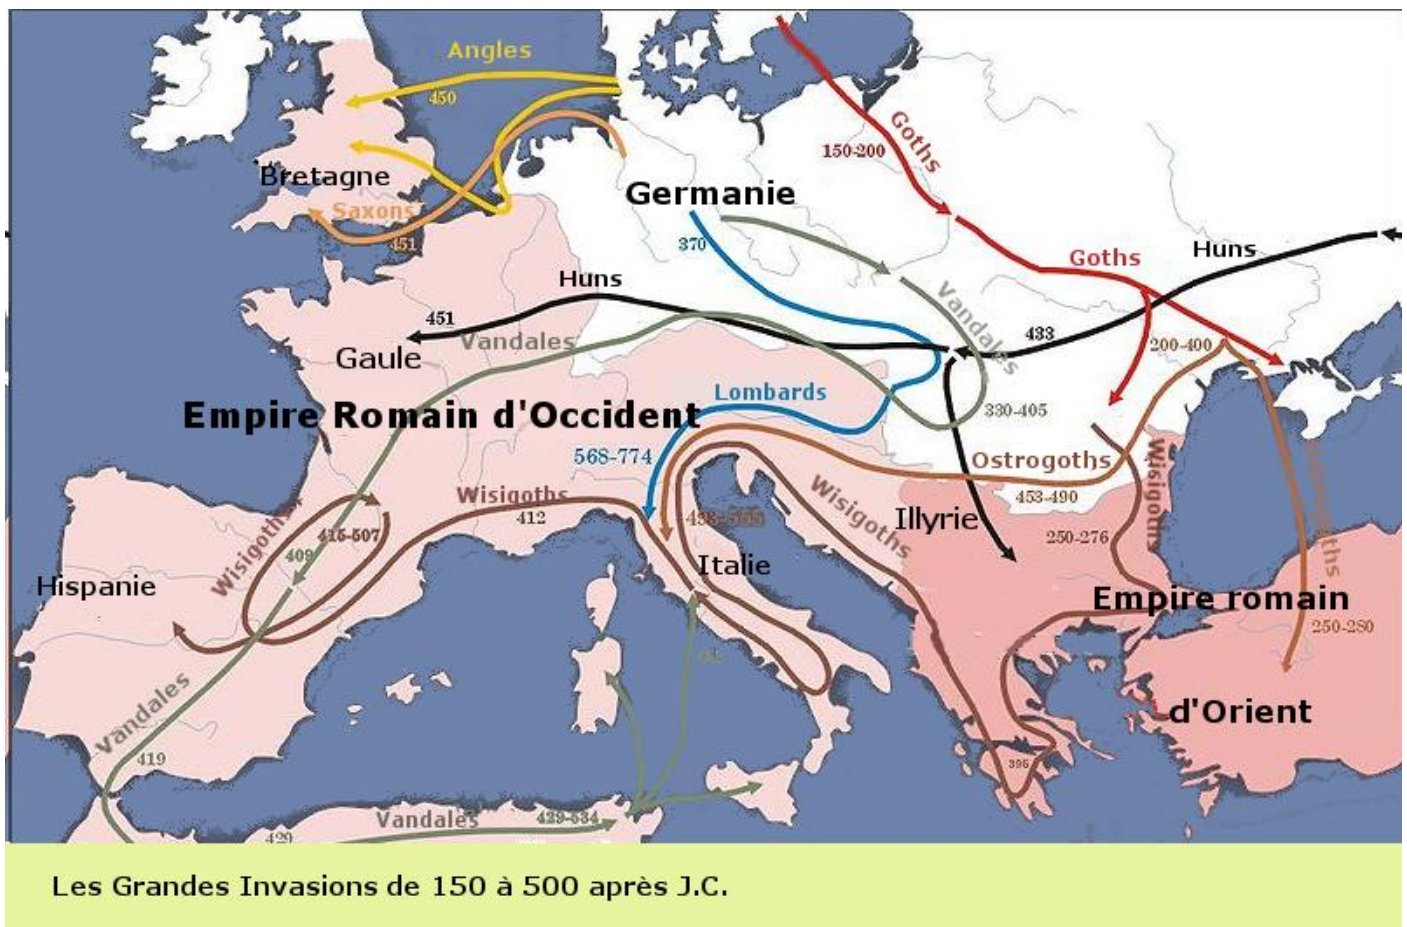 Angles
450
Goths
150-200
Bretagne
Germanie
Saxons
451
370
Goths
Huns
Huns
451
Vandales
Vandales
433
200-400
Gaule
Lombards
330-405
Empire Romain d'Occident
568-774
Ostrogoths
453-490
Wisigoths
Wisigoths
412
Wisigoths
Wisigoths
415-507
409
Illyrie
250-276
Italie
Hispanie
Empire romain
250-280
d'Orient
Vandales
419
395
Vandales
429-534
429
Les Grandes Invasions de 150 à 500 après J.C.